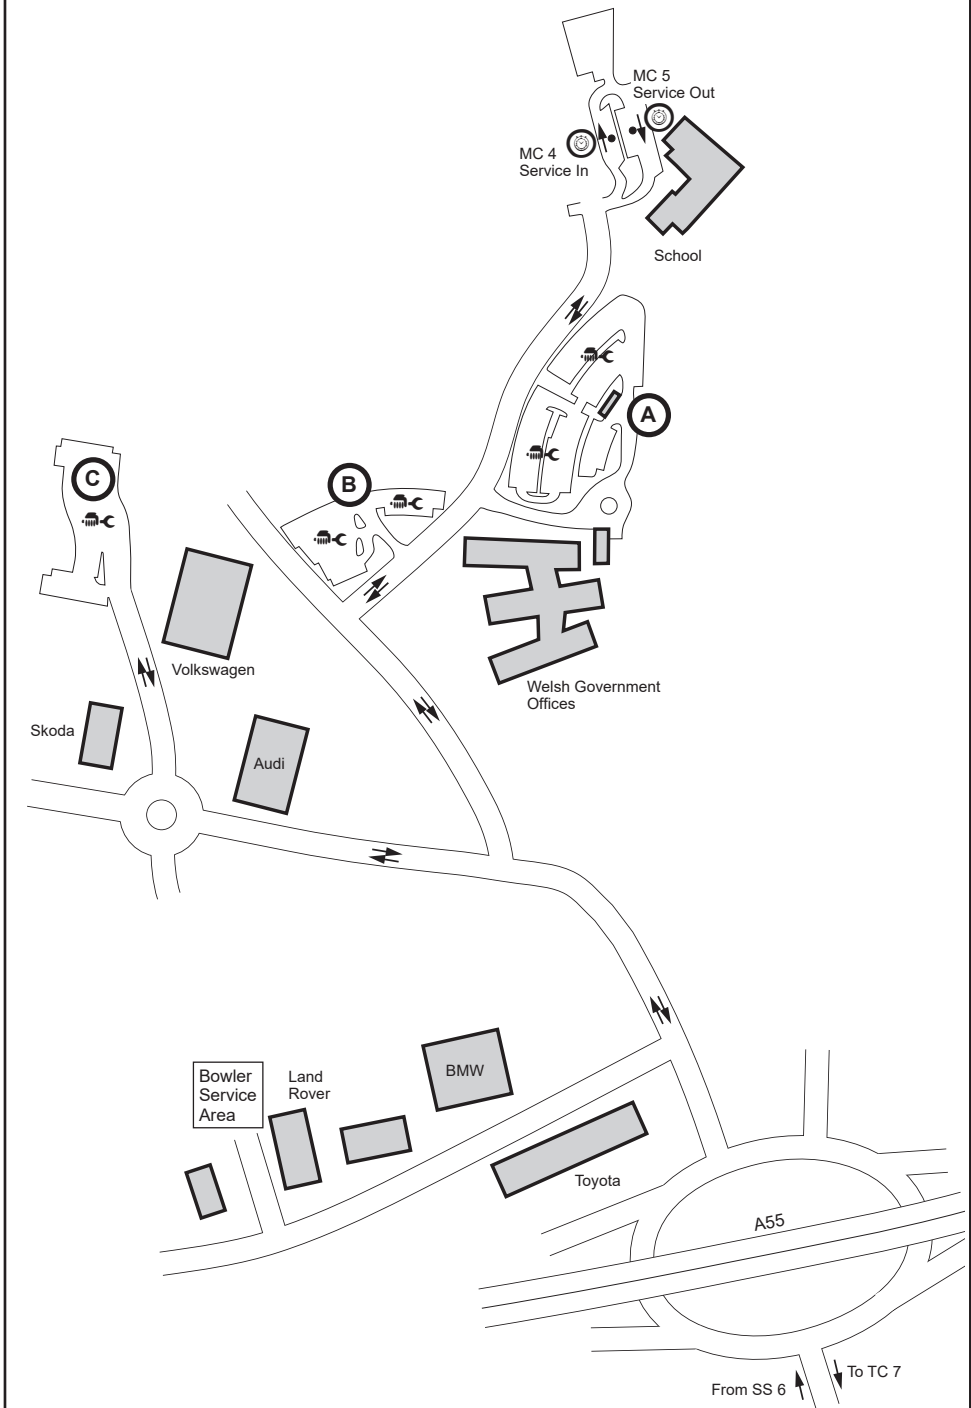 MC 5
Service Out
MC 4
Service In
School
A
B
C
Volkswagen
Welsh Government
Offices
Skoda
Audi
BMW
Bowler
Service
Area
Land
Rover
Toyota
A55
To TC 7
From SS 6